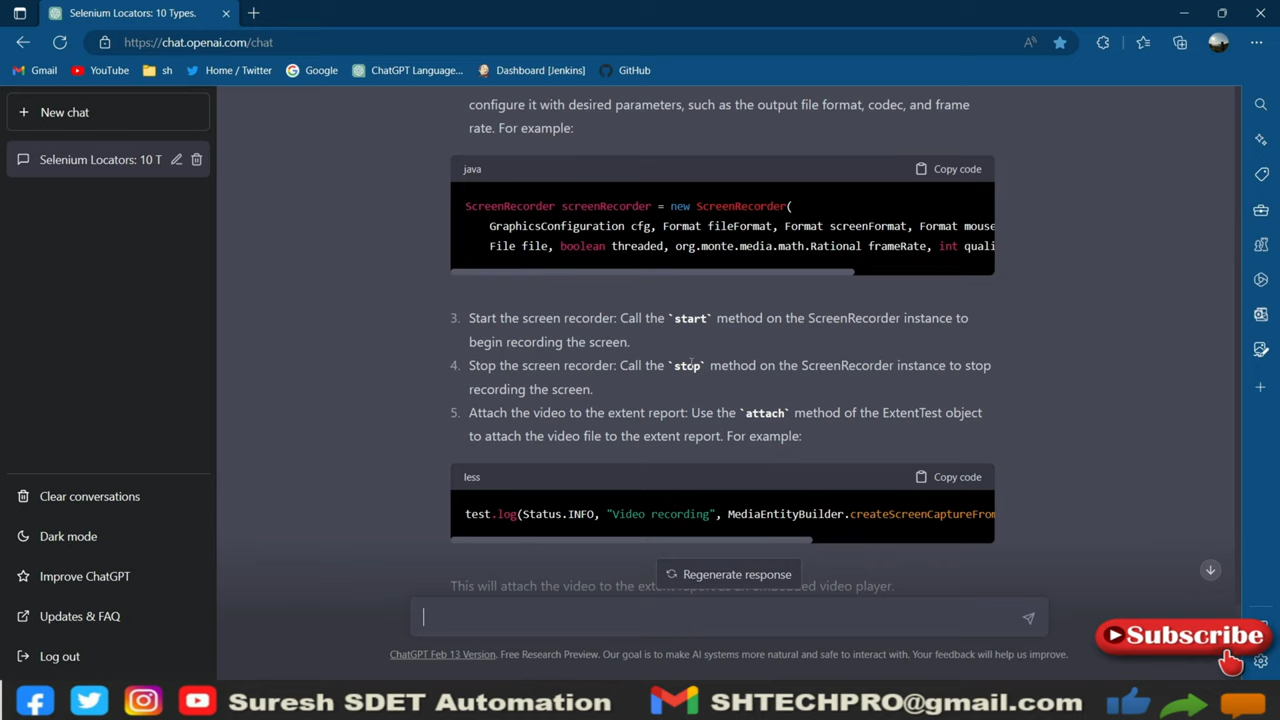 Selenium Locators: 10 Types.
https://chat.openai.com/chat
Gmail
YouTube
sh
Home / Twitter
Google
ChatGPT Language...
Dashboard [Jenkins]
GitHub
New chat
Selenium Locators: 10 T
Clear conversations
Dark mode
Improve ChatGPT
Updates & FAQ
Log out
configure it with desired parameters, such as the output file format, codec, and frame
rate. For example:
java
Copy code
ScreenRecorder screenRecorder = new ScreenRecorder(
GraphicsConfiguration cfg, Format fileFormat, Format screenFormat, Format mouse
File file, boolean threaded, org.monte.media.math.Rational frameRate, int quali
3. Start the screen recorder: Call the `start` method on the ScreenRecorder instance to
begin recording the screen.
4. Stop the screen recorder: Call the `stop` method on the ScreenRecorder instance to stop
recording the screen.
5. Attach the video to the extent report: Use the `attach` method of the ExtentTest object
to attach the video file to the extent report. For example:
less
Copy code
test.log(Status.INFO, "Video recording", MediaEntityBuilder.createScreenCaptureFrom
Regenerate response
This will attach the video to the extent report as an embedded video player.
ChatGPT Feb 13 Version. Free Research Preview. Our goal is to make AI systems more natural and safe to interact with. Your feedback will help us improve.
Subscribe
Suresh SDET Automation
SHTECHPRO@gmail.com